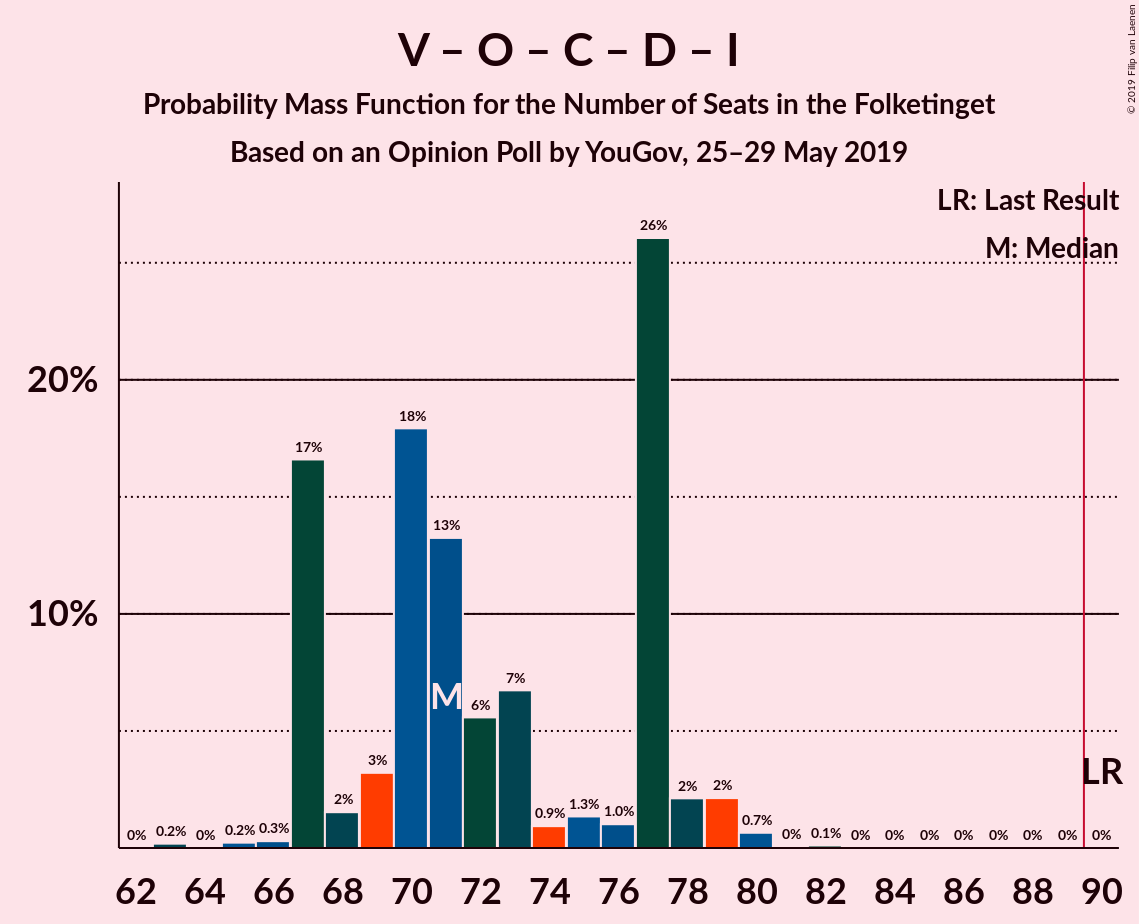 V – O – C – D – I
Probability Mass Function for the Number of Seats in the Folketinget
Based on an Opinion Poll by YouGov, 25–29 May 2019
© 2019 Filip van Laenen
LR: Last Result
M: Median
26%
20%
18%
17%
13%
10%
M
7%
6%
3%
LR
2%
2%
2%
1.3%
1.0%
0.9%
0.7%
0% 0.2% 0% 0.2% 0.3% 0% 0.1% 0% 0% 0% 0% 0% 0% 0% 0%
62 64 66 68 70 72 74 76 78 80 82 84 86 88 90